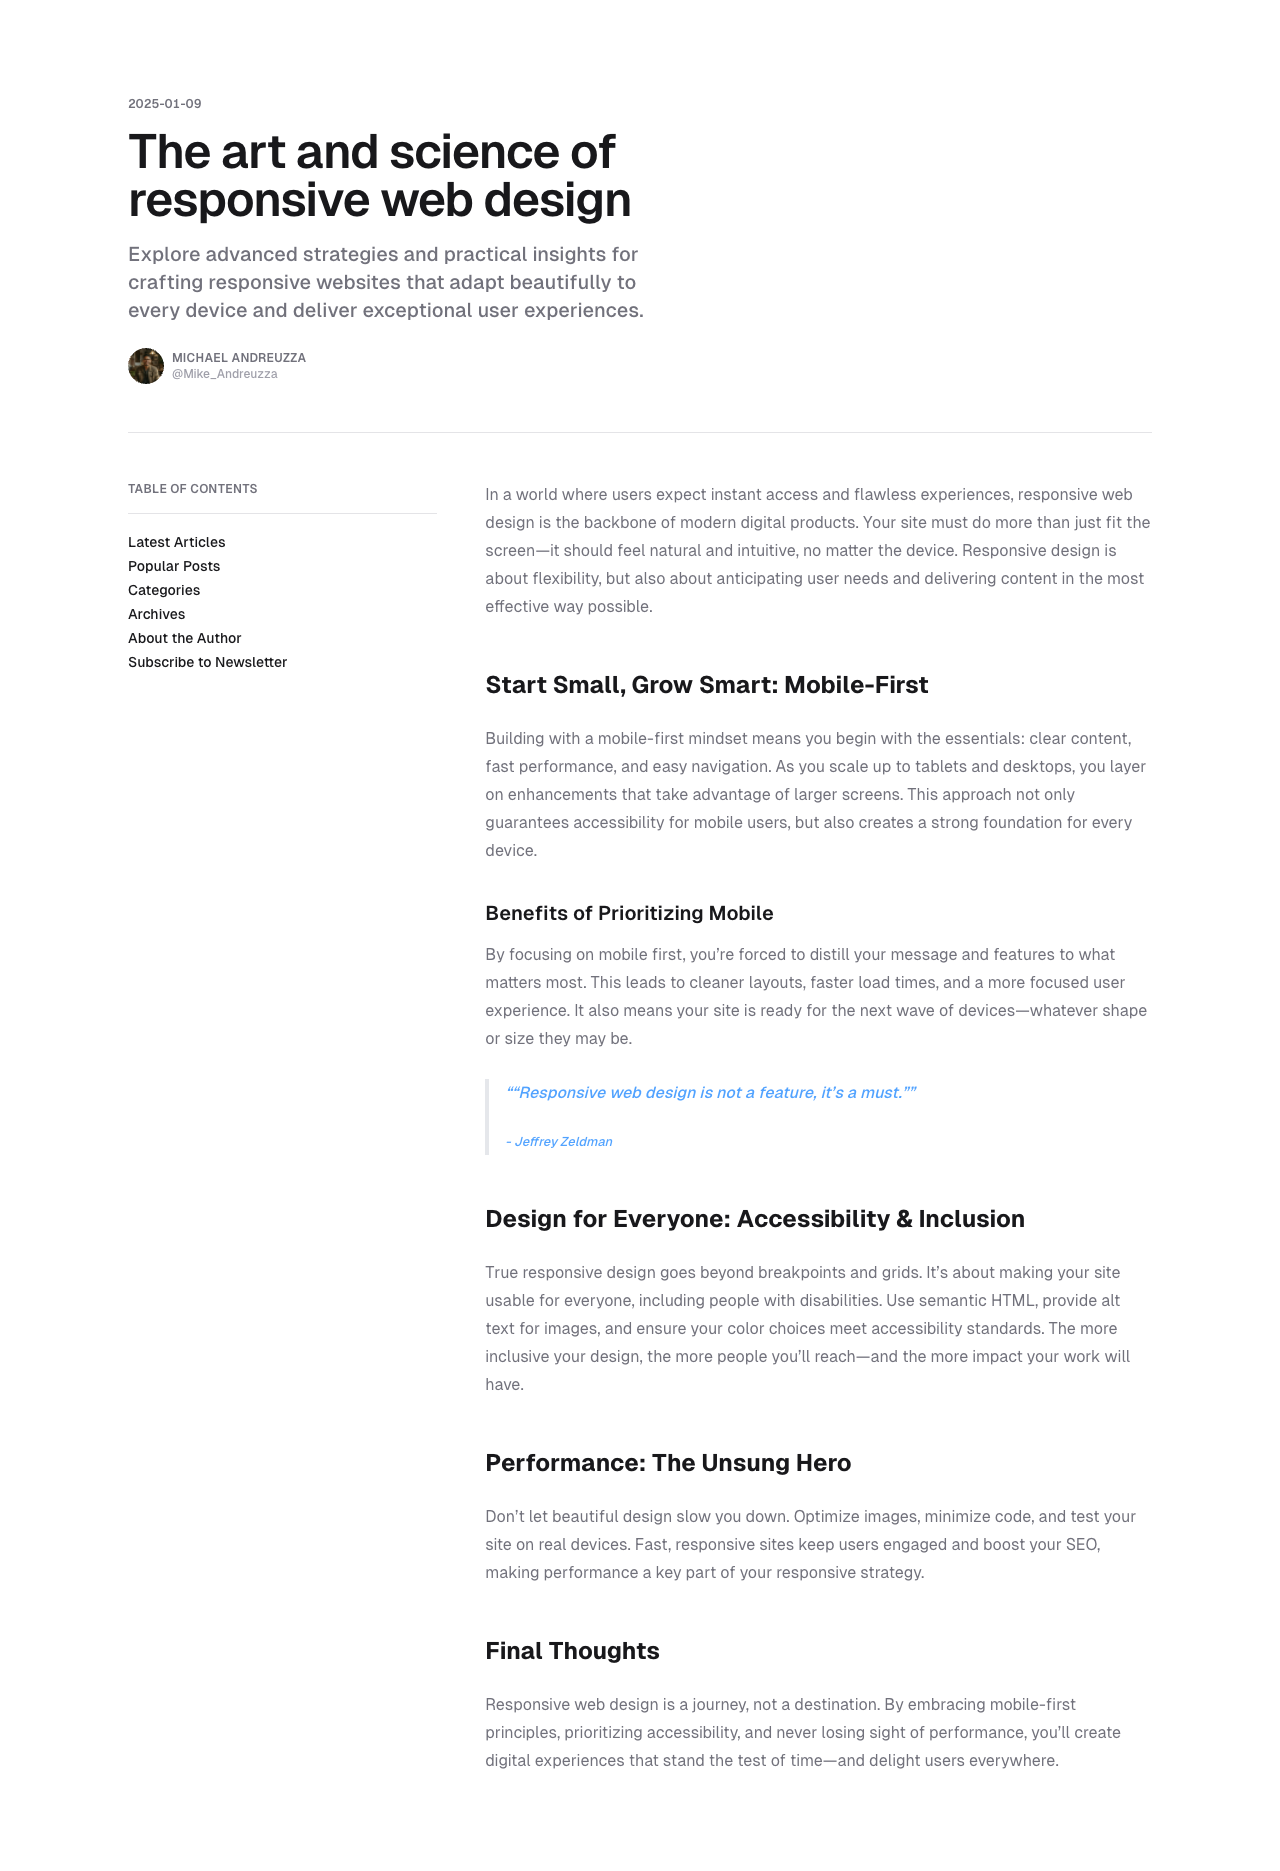 2025-01-09
The art and science of
responsive web design
Explore advanced strategies and practical insights for
crafting responsive websites that adapt beautifully to
every device and deliver exceptional user experiences.
MICHAEL ANDREUZZA
@Mike_Andreuzza
TABLE OF CONTENTS
Latest Articles
Popular Posts
Categories
Archives
About the Author
Subscribe to Newsletter
In a world where users expect instant access and flawless experiences, responsive web
design is the backbone of modern digital products. Your site must do more than just fit the
screen—it should feel natural and intuitive, no matter the device. Responsive design is
about flexibility, but also about anticipating user needs and delivering content in the most
effective way possible.
Start Small, Grow Smart: Mobile-First
Building with a mobile-first mindset means you begin with the essentials: clear content,
fast performance, and easy navigation. As you scale up to tablets and desktops, you layer
on enhancements that take advantage of larger screens. This approach not only
guarantees accessibility for mobile users, but also creates a strong foundation for every
device.
Benefits of Prioritizing Mobile
By focusing on mobile first, you’re forced to distill your message and features to what
matters most. This leads to cleaner layouts, faster load times, and a more focused user
experience. It also means your site is ready for the next wave of devices—whatever shape
or size they may be.
““Responsive web design is not a feature, it’s a must.””
- Jeffrey Zeldman
Design for Everyone: Accessibility & Inclusion
True responsive design goes beyond breakpoints and grids. It’s about making your site
usable for everyone, including people with disabilities. Use semantic HTML, provide alt
text for images, and ensure your color choices meet accessibility standards. The more
inclusive your design, the more people you’ll reach—and the more impact your work will
have.
Performance: The Unsung Hero
Don’t let beautiful design slow you down. Optimize images, minimize code, and test your
site on real devices. Fast, responsive sites keep users engaged and boost your SEO,
making performance a key part of your responsive strategy.
Final Thoughts
Responsive web design is a journey, not a destination. By embracing mobile-first
principles, prioritizing accessibility, and never losing sight of performance, you’ll create
digital experiences that stand the test of time—and delight users everywhere.